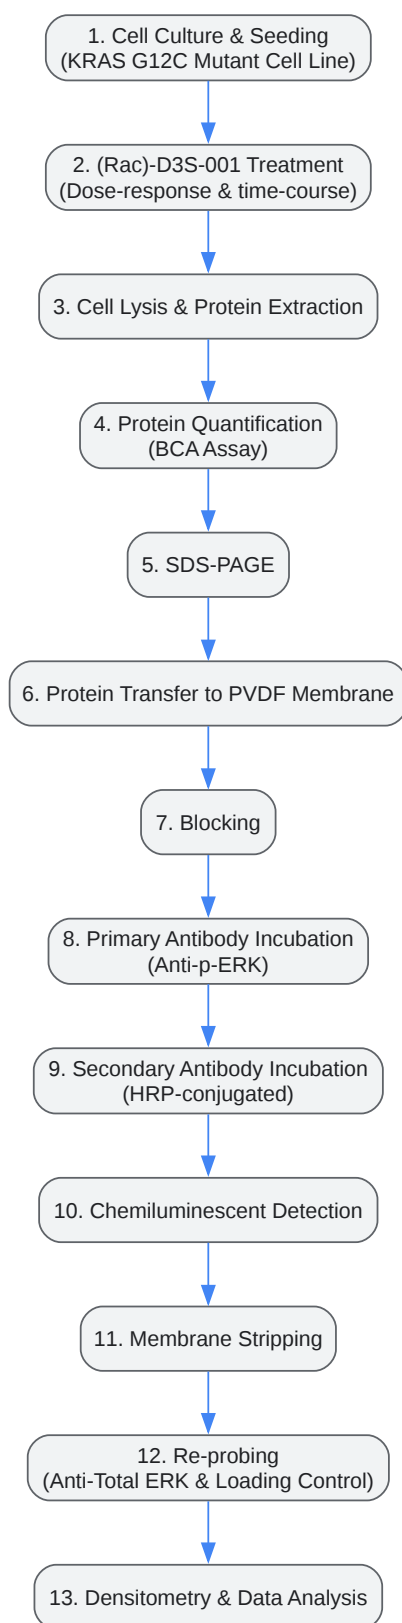 1. Cell Culture & Seeding
(KRAS G12C Mutant Cell Line)
2. (Rac)-D3S-001 Treatment
(Dose-response & time-course)
3. Cell Lysis & Protein Extraction
4. Protein Quantification
(BCA Assay)
5. SDS-PAGE
6. Protein Transfer to PVDF Membrane
7. Blocking
8. Primary Antibody Incubation
(Anti-p-ERK)
9. Secondary Antibody Incubation
(HRP-conjugated)
10. Chemiluminescent Detection
11. Membrane Stripping
12. Re-probing
(Anti-Total ERK & Loading Control)
13. Densitometry & Data Analysis